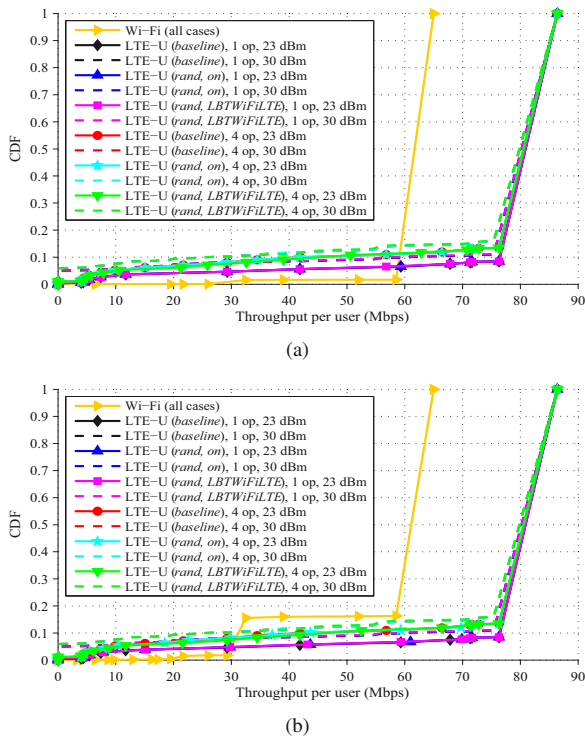 1
0.9
0.8
0.7
0.6
0.5
0.4
0.3
0.2
0.1
0
CDF
Wi−Fi (all cases)
LTE−U (baseline), 1 op, 23 dBm
LTE−U (baseline), 1 op, 30 dBm
LTE−U (rand, on), 1 op, 23 dBm
LTE−U (rand, on), 1 op, 30 dBm
LTE−U (rand, LBTWiFiLTE), 1 op, 23 dBm
LTE−U (rand, LBTWiFiLTE), 1 op, 30 dBm
LTE−U (baseline), 4 op, 23 dBm
LTE−U (baseline), 4 op, 30 dBm
LTE−U (rand, on), 4 op, 23 dBm
LTE−U (rand, on), 4 op, 30 dBm
LTE−U (rand, LBTWiFiLTE), 4 op, 23 dBm
LTE−U (rand, LBTWiFiLTE), 4 op, 30 dBm
0 10 20 30 40 50 60 70 80 90
Throughput per user (Mbps)
(a)
1
0.9
0.8
0.7
0.6
0.5
0.4
0.3
0.2
0.1
0
CDF
Wi−Fi (all cases)
LTE−U (baseline), 1 op, 23 dBm
LTE−U (baseline), 1 op, 30 dBm
LTE−U (rand, on), 1 op, 23 dBm
LTE−U (rand, on), 1 op, 30 dBm
LTE−U (rand, LBTWiFiLTE), 1 op, 23 dBm
LTE−U (rand, LBTWiFiLTE), 1 op, 30 dBm
LTE−U (baseline), 4 op, 23 dBm
LTE−U (baseline), 4 op, 30 dBm
LTE−U (rand, on), 4 op, 23 dBm
LTE−U (rand, on), 4 op, 30 dBm
LTE−U (rand, LBTWiFiLTE), 4 op, 23 dBm
LTE−U (rand, LBTWiFiLTE), 4 op, 30 dBm
0 10 20 30 40 50 60 70 80 90
Throughput per user (Mbps)
(b)